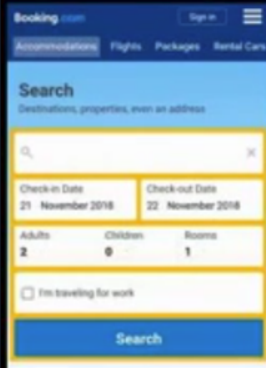 Booking.com Sign in
Accommodations Flights Packages Rental Cars
Search
Destinations, properties, even an address
Check-in Date Check-out Date
21 November 2018 22 November 2018
Adults Children Rooms
2 0 1
I'm traveling for work
Search